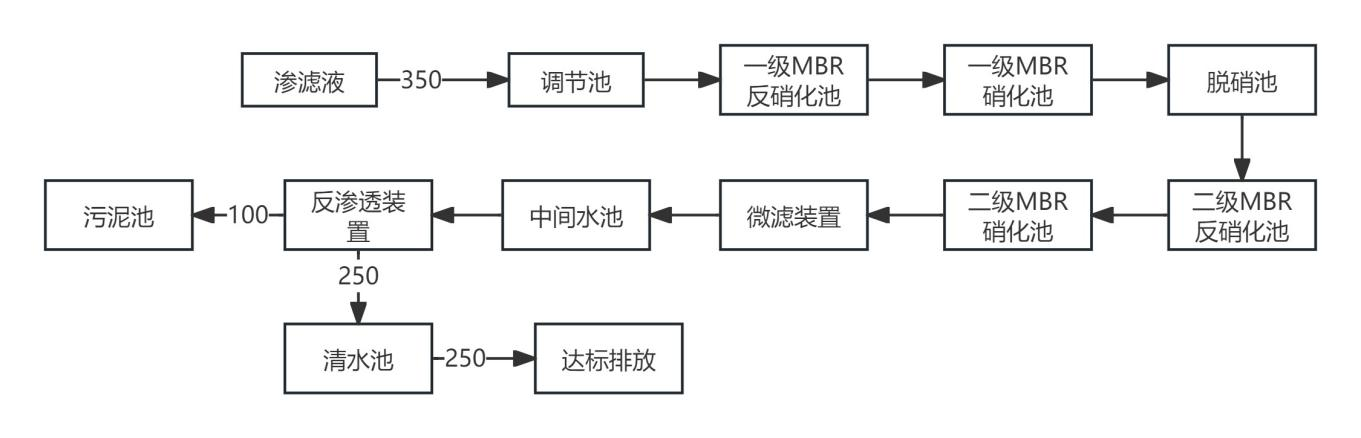 渗滤液
350
调节池
一级MBR
反硝化池
一级MBR
硝化池
脱硝池
污泥池
100
反渗透装
置
中间水池
微滤装置
二级MBR
硝化池
二级MBR
反硝化池
250
清水池
250
达标排放